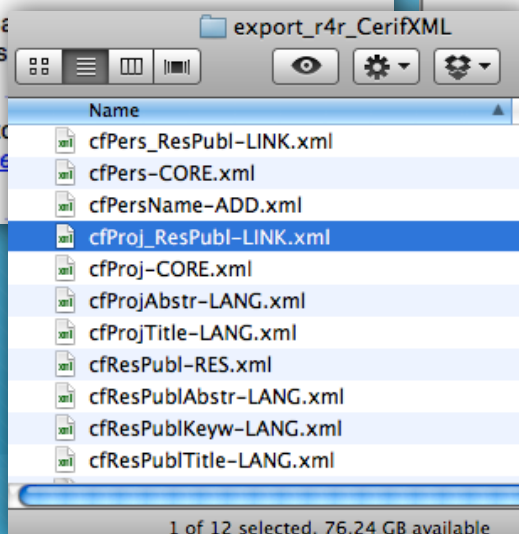 export_r4r_CerifXML
Name
cfPers_ResPubl-LINK.xml
cfPers-CORE.xml
cfPersName-ADD.xml
cfProj_ResPubl-LINK.xml
cfProj-CORE.xml
cfProjAbstr-LANG.xml
cfProjTitle-LANG.xml
cfResPubl-RES.xml
cfResPublAbstr-LANG.xml
cfResPublKeyw-LANG.xml
cfResPublTitle-LANG.xml
1 of 12 selected, 76.24 GB available